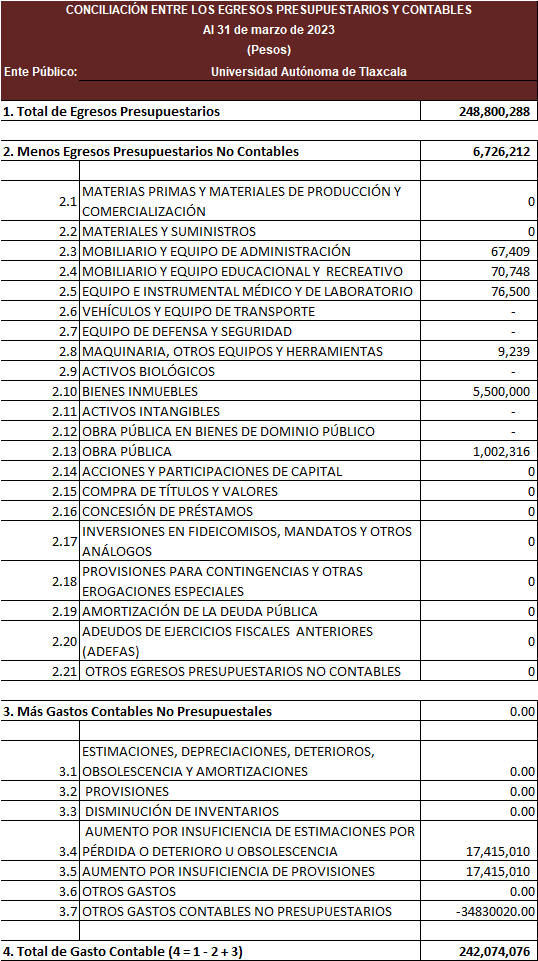 CONCILIACIÓN ENTRE LOS EGRESOS PRESUPUESTARIOS Y CONTABLES
Al 31 de marzo de 2023
(Pesos)
Ente Público: Universidad Autónoma de Tlaxcala
1. Total de Egresos Presupuestarios 248,800,288
2. Menos Egresos Presupuestarios No Contables 6,726,212
2.1 MATERIAS PRIMAS Y MATERIALES DE PRODUCCIÓN Y
COMERCIALIZACIÓN 0
2.2 MATERIALES Y SUMINISTROS 0
2.3 MOBILIARIO Y EQUIPO DE ADMINISTRACIÓN 67,409
2.4 MOBILIARIO Y EQUIPO EDUCACIONAL Y RECREATIVO 70,748
2.5 EQUIPO E INSTRUMENTAL MÉDICO Y DE LABORATORIO 76,500
2.6 VEHÍCULOS Y EQUIPO DE TRANSPORTE -
2.7 EQUIPO DE DEFENSA Y SEGURIDAD -
2.8 MAQUINARIA, OTROS EQUIPOS Y HERRAMIENTAS 9,239
2.9 ACTIVOS BIOLÓGICOS -
2.10 BIENES INMUEBLES 5,500,000
2.11 ACTIVOS INTANGIBLES -
2.12 OBRA PÚBLICA EN BIENES DE DOMINIO PÚBLICO -
2.13 OBRA PÚBLICA 1,002,316
2.14 ACCIONES Y PARTICIPACIONES DE CAPITAL 0
2.15 COMPRA DE TÍTULOS Y VALORES 0
2.16 CONCESIÓN DE PRÉSTAMOS 0
2.17 INVERSIONES EN FIDEICOMISOS, MANDATOS Y OTROS
ANÁLOGOS 0
2.18 PROVISIONES PARA CONTINGENCIAS Y OTRAS
EROGACIONES ESPECIALES 0
2.19 AMORTIZACIÓN DE LA DEUDA PÚBLICA 0
2.20 ADEUDOS DE EJERCICIOS FISCALES ANTERIORES
(ADEFAS) 0
2.21 OTROS EGRESOS PRESUPUESTARIOS NO CONTABLES 0
3. Más Gastos Contables No Presupuestales 0.00
ESTIMACIONES, DEPRECIACIONES, DETERIOROS,
3.1 OBSOLESCENCIA Y AMORTIZACIONES 0.00
3.2 PROVISIONES 0.00
3.3 DISMINUCIÓN DE INVENTARIOS 0.00
AUMENTO POR INSUFICIENCIA DE ESTIMACIONES POR
3.4 PÉRDIDA O DETERIORO U OBSOLESCENCIA 17,415,010
3.5 AUMENTO POR INSUFICIENCIA DE PROVISIONES 17,415,010
3.6 OTROS GASTOS 0.00
3.7 OTROS GASTOS CONTABLES NO PRESUPUESTARIOS -34830020.00
4. Total de Gasto Contable (4 = 1 - 2 + 3) 242,074,076